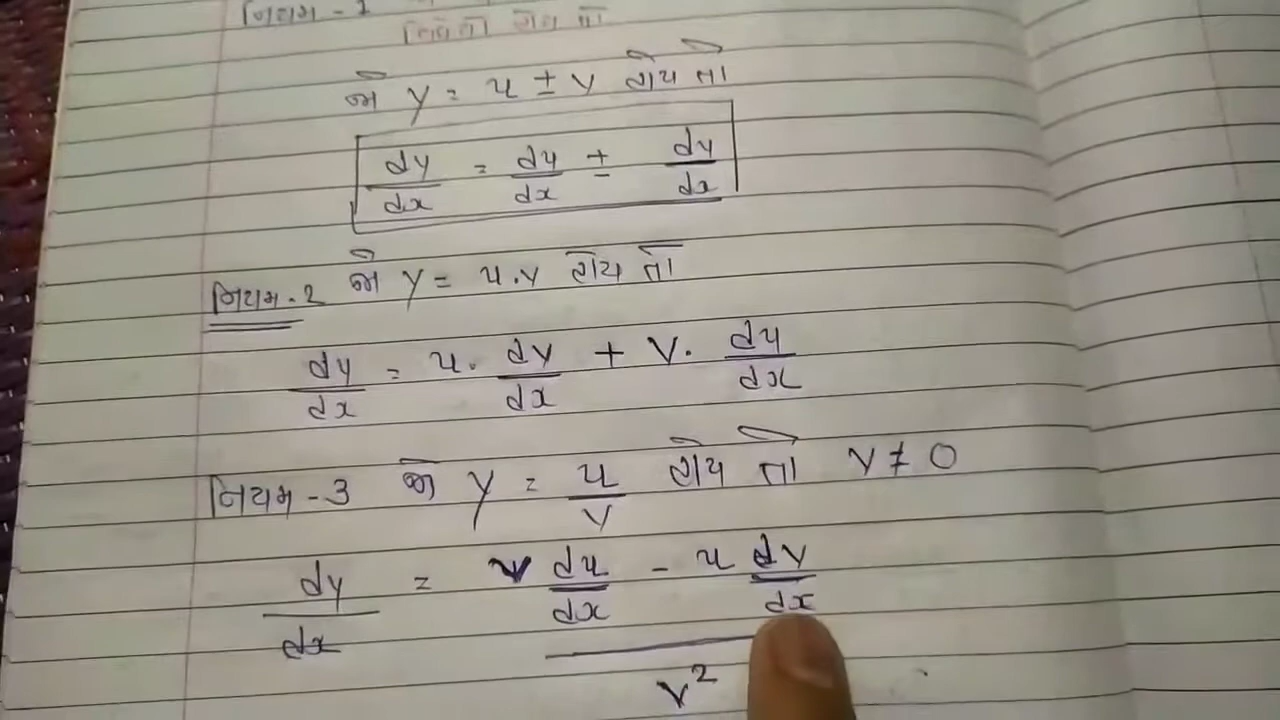 નિયમ-1
જો y = u ± v હોય તો
dy/dx = du/dx ± dy/dx
નિયમ-2 જો y = u.v હોય તો
dy/dx = u. dv/dx + v. du/dx
નિયમ-3 જો y = u/v હોય તો v ≠ 0
dy/dx = v du/dx - u dv/dx / v²